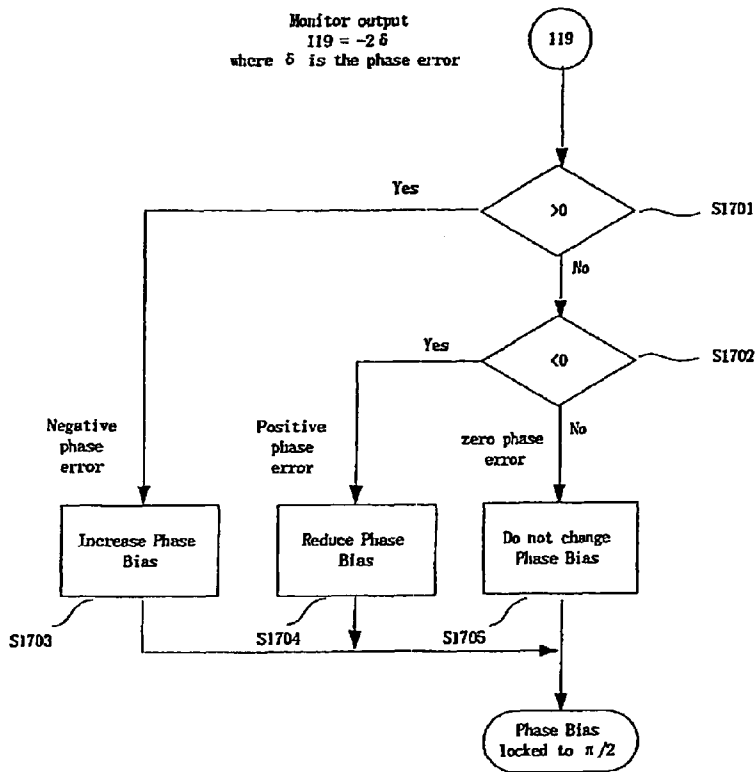 Monitor output
119 = -2 δ
where δ is the phase error
119
Yes
>0
S1701
No
Yes
<0
S1702
Negative
phase
error
Positive
phase
error
zero phase
error
No
Increase Phase
Bias
Reduce Phase
Bias
Do not change
Phase Bias
S1703
S1704
S1705
Phase Bias
locked to π/2